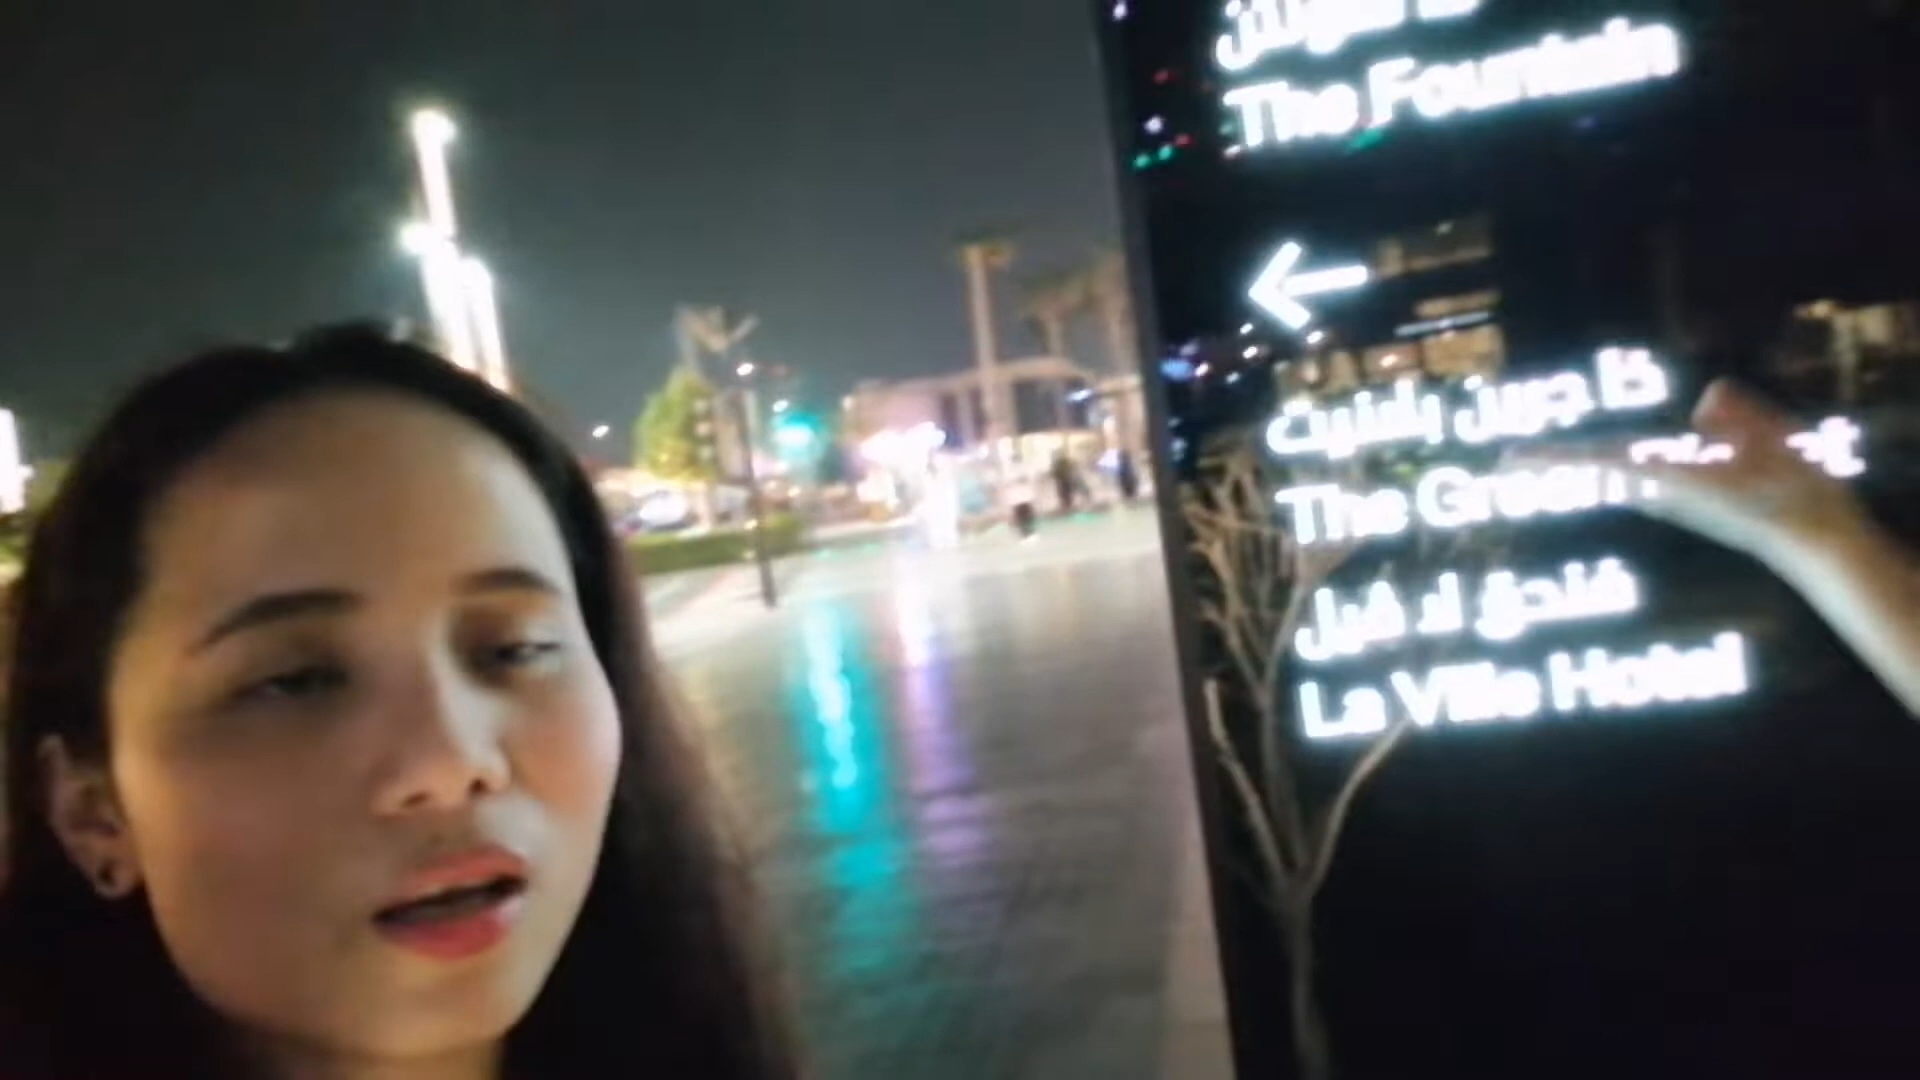 The Fountain
←
ذا جرين بلانيت
The Green
فندق لا فيل
La Ville Hotel